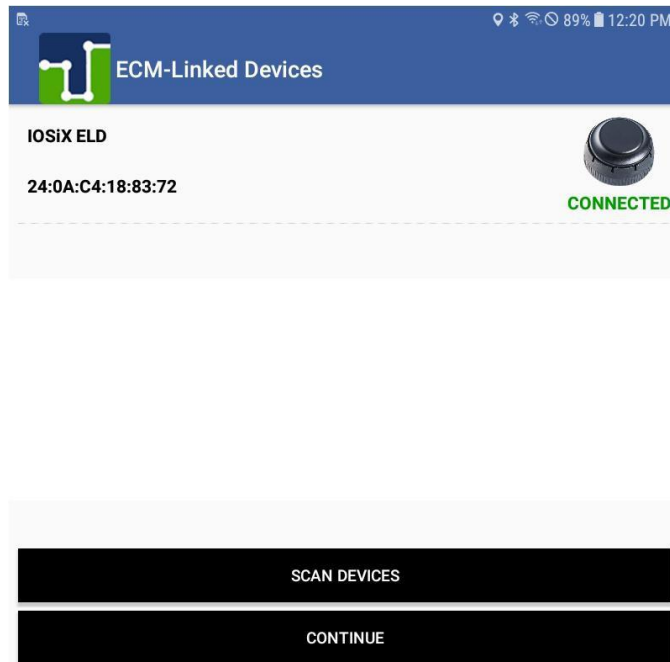 89% 12:20 PM
ECM-Linked Devices
IOSiX ELD
24:0A:C4:18:83:72
CONNECTED
SCAN DEVICES
CONTINUE